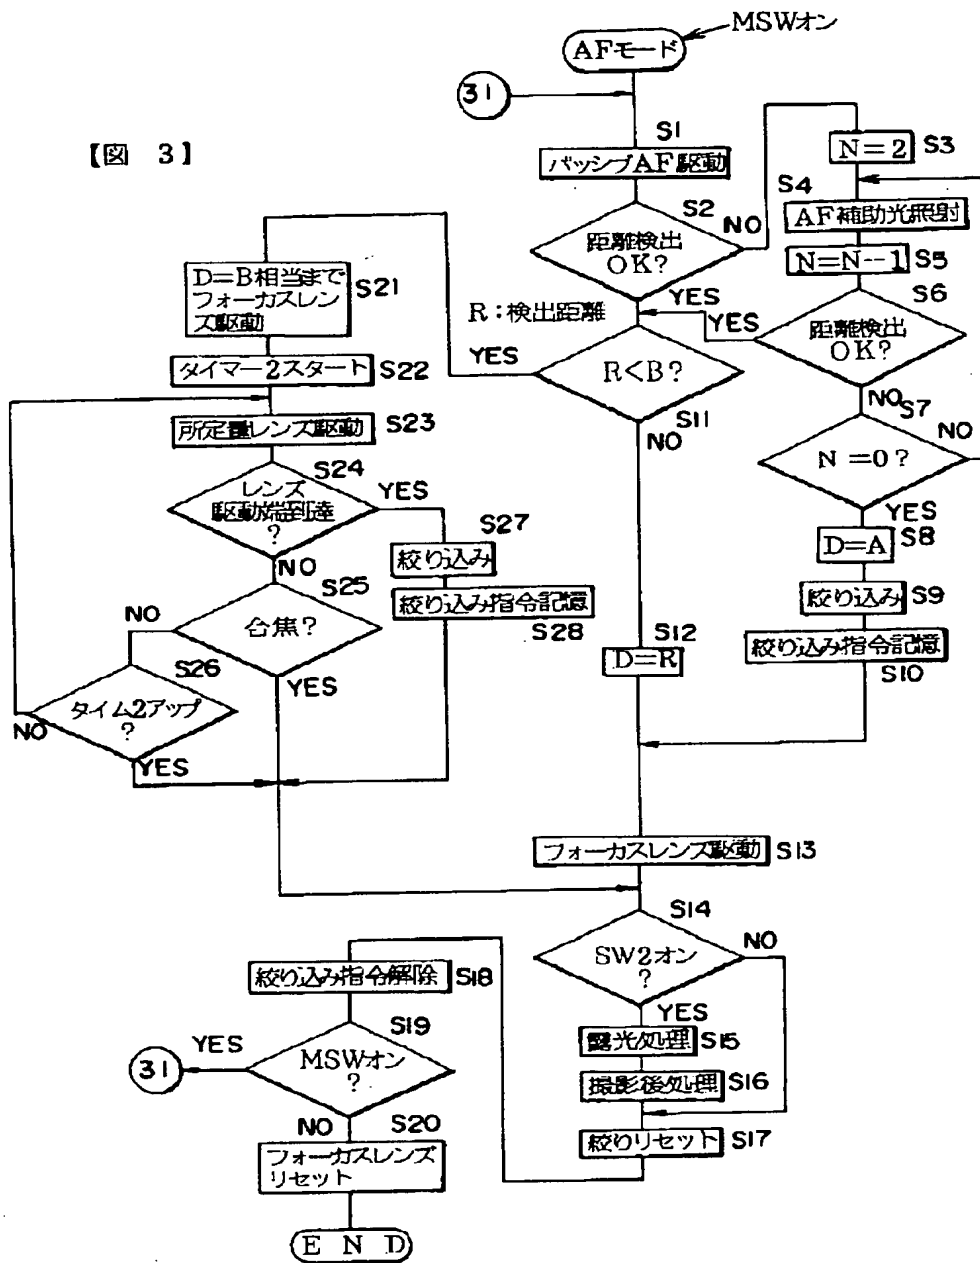 MSWオン
AFモード
31
【図 3】
S1
パッシブAF駆動
S2
距離検出
OK?
NO
YES
N=2
S3
S4
AF補助光照射
N=N-1
S5
S6
距離検出
OK?
YES
NO
S7
N=0?
NO
YES
D=A
S8
絞り込み
S9
絞り込み指令記憶
S10
R:検出距離
R<B?
YES
S11
NO
S12
D=R
D=B相当まで
フォーカスレン
ズ駆動
S21
タイマー2スタート
S22
所定量レンズ駆動
S23
S24
レンズ
駆動端到達
?
YES
NO
S27
絞り込み
絞り込み指令記憶
S28
S25
合焦?
NO
YES
S26
タイム2アップ
?
NO
YES
フォーカスレンズ駆動
S13
S14
SW2オン
?
NO
YES
露光処理
S15
撮影後処理
S16
絞りリセット
S17
絞り込み指令解除
S18
S19
MSWオン
?
YES
31
NO
S20
フォーカスレンズ
リセット
END